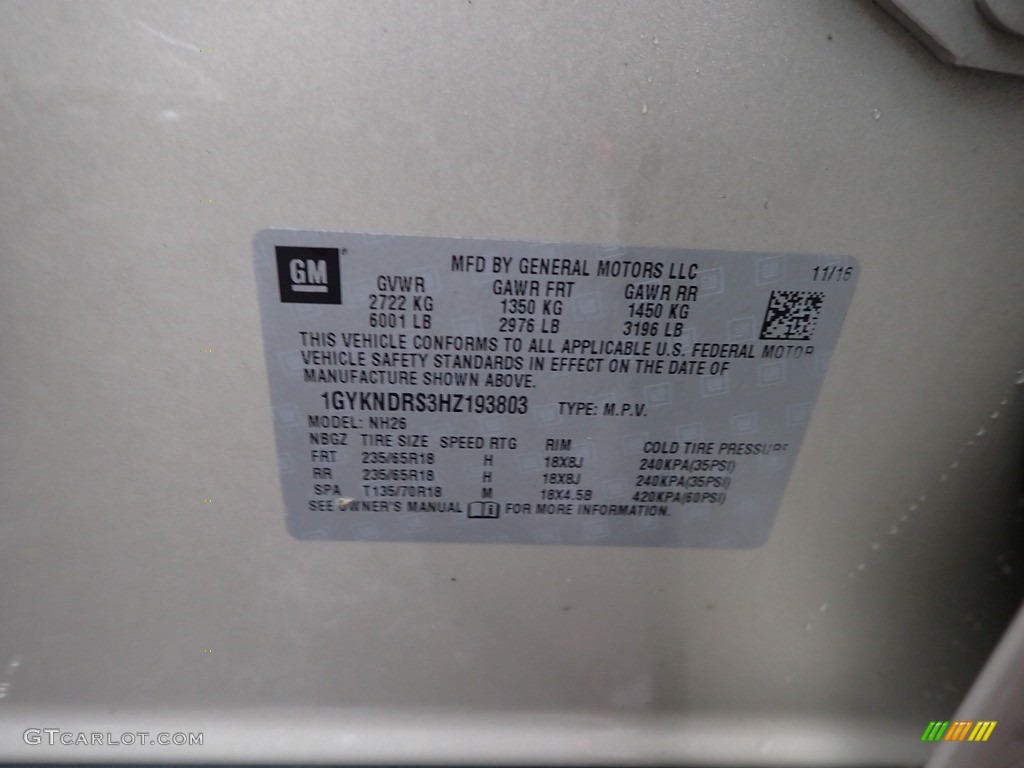 GM
MFD BY GENERAL MOTORS LLC
11/16
GVWR GAWR FRT GAWR RR
2722 KG 1350 KG 1450 KG
6001 LB 2976 LB 3196 LB
THIS VEHICLE CONFORMS TO ALL APPLICABLE U.S. FEDERAL MOTOR
VEHICLE SAFETY STANDARDS IN EFFECT ON THE DATE OF
MANUFACTURE SHOWN ABOVE.
1GYKNDRS3HZ193803 TYPE: M.P.V.
MODEL: NH26
NBGZ TIRE SIZE SPEED RTG RIM COLD TIRE PRESSURE
FRT 235/65R18 H 18X8J 240KPA(35PSI)
RR 235/65R18 H 18X8J 240KPA(35PSI)
SPA T135/70R18 M 18X4.5B 420KPA(60PSI)
SEE OWNER'S MANUAL FOR MORE INFORMATION.
GTCARLOT.COM